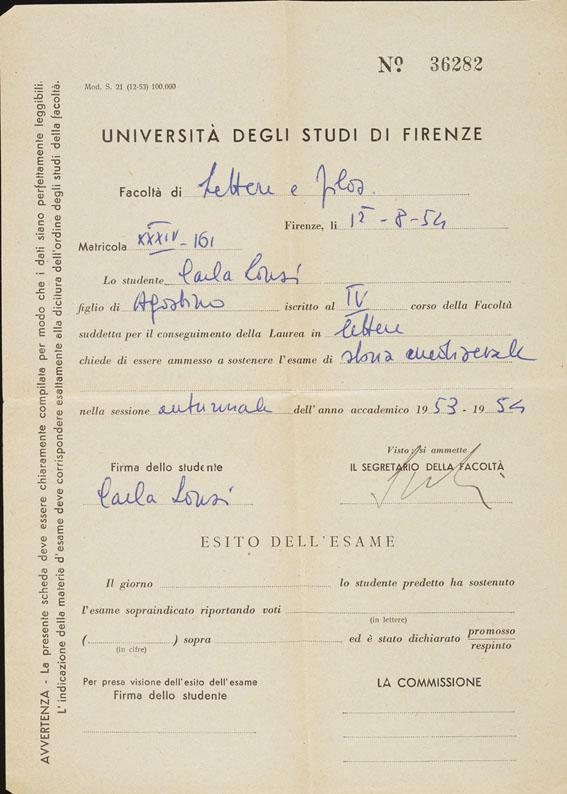 Nº 36282
Mod. S. 21 (12-53) 100.000
UNIVERSITÀ DEGLI STUDI DI FIRENZE
Facoltà di Lettere e filos.
Firenze, li 12-8-54
Matricola XXXIV-161
Lo studente Carla Lonzi
figlio di Agostino iscritto al IV corso della Facoltà
suddetta per il conseguimento della Laurea in lettere
chiede di essere ammesso a sostenere l'esame di storia medievale
nella sessione autunnale dell'anno accademico 1953-1954
Visto si ammette
Firma dello studente IL SEGRETARIO DELLA FACOLTÀ
Carla Lonzi
ESITO DELL'ESAME
Il giorno lo studente predetto ha sostenuto
l'esame sopraindicato riportando voti
(in lettere)
( ) sopra ed è stato dichiarato promosso
respinto
(in cifre)
Per presa visione dell'esito dell'esame
Firma dello studente
LA COMMISSIONE
AVVERTENZA - La presente scheda deve essere chiaramente compilata per modo che i dati siano perfettamente leggibili.
L'indicazione della materia d'esame deve corrispondere esaltamente alla dicitura dell'ordine degli studi della facoltà.